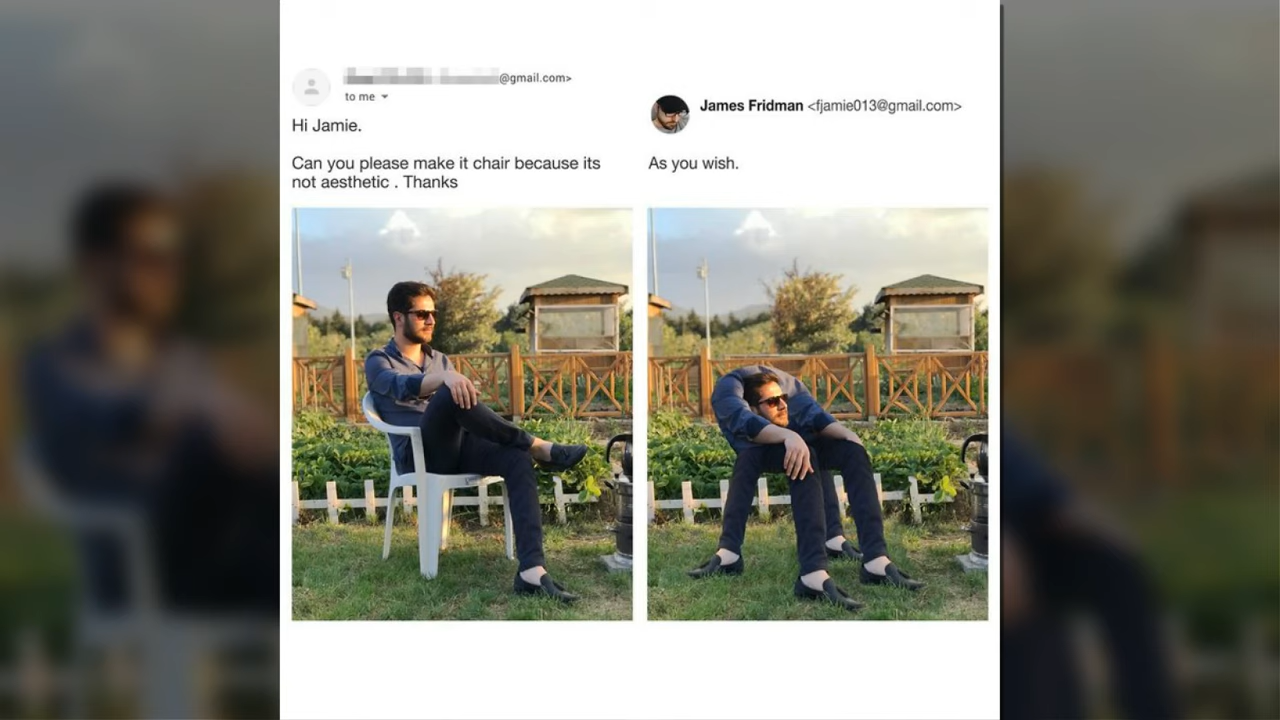 @gmail.com>
to me
Hi Jamie.
Can you please make it chair because its
not aesthetic . Thanks
James Fridman <fjamie013@gmail.com>
As you wish.